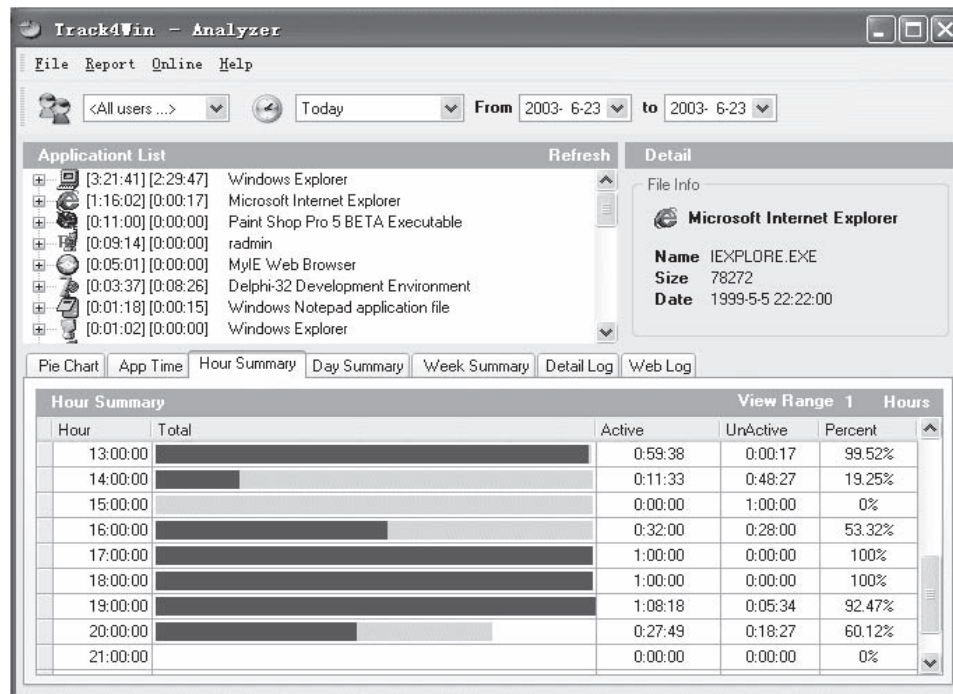 Track4Win - Analyzer
File Report Online Help
<All users ...> Today From 2003- 6-23 to 2003- 6-23
Applicationt List Refresh
[3:21:41] [2:29:47] Windows Explorer
[1:16:02] [0:00:17] Microsoft Internet Explorer
[0:11:00] [0:00:00] Paint Shop Pro 5 BETA Executable
[0:09:14] [0:00:00] radmin
[0:05:01] [0:00:00] MyIE Web Browser
[0:03:37] [0:08:26] Delphi-32 Development Environment
[0:01:18] [0:00:15] Windows Notepad application file
[0:01:02] [0:00:00] Windows Explorer
Detail
File Info
Microsoft Internet Explorer
Name IEXPLORE.EXE
Size 78272
Date 1999-5-5 22:22:00
Pie Chart App Time Hour Summary Day Summary Week Summary Detail Log Web Log
Hour Summary View Range 1 Hours
Hour Total Active UnActive Percent
13:00:00 0:59:38 0:00:17 99.52%
14:00:00 0:11:33 0:48:27 19.25%
15:00:00 0:00:00 1:00:00 0%
16:00:00 0:32:00 0:28:00 53.32%
17:00:00 1:00:00 0:00:00 100%
18:00:00 1:00:00 0:00:00 100%
19:00:00 1:08:18 0:05:34 92.47%
20:00:00 0:27:49 0:18:27 60.12%
21:00:00 0:00:00 0:00:00 0%